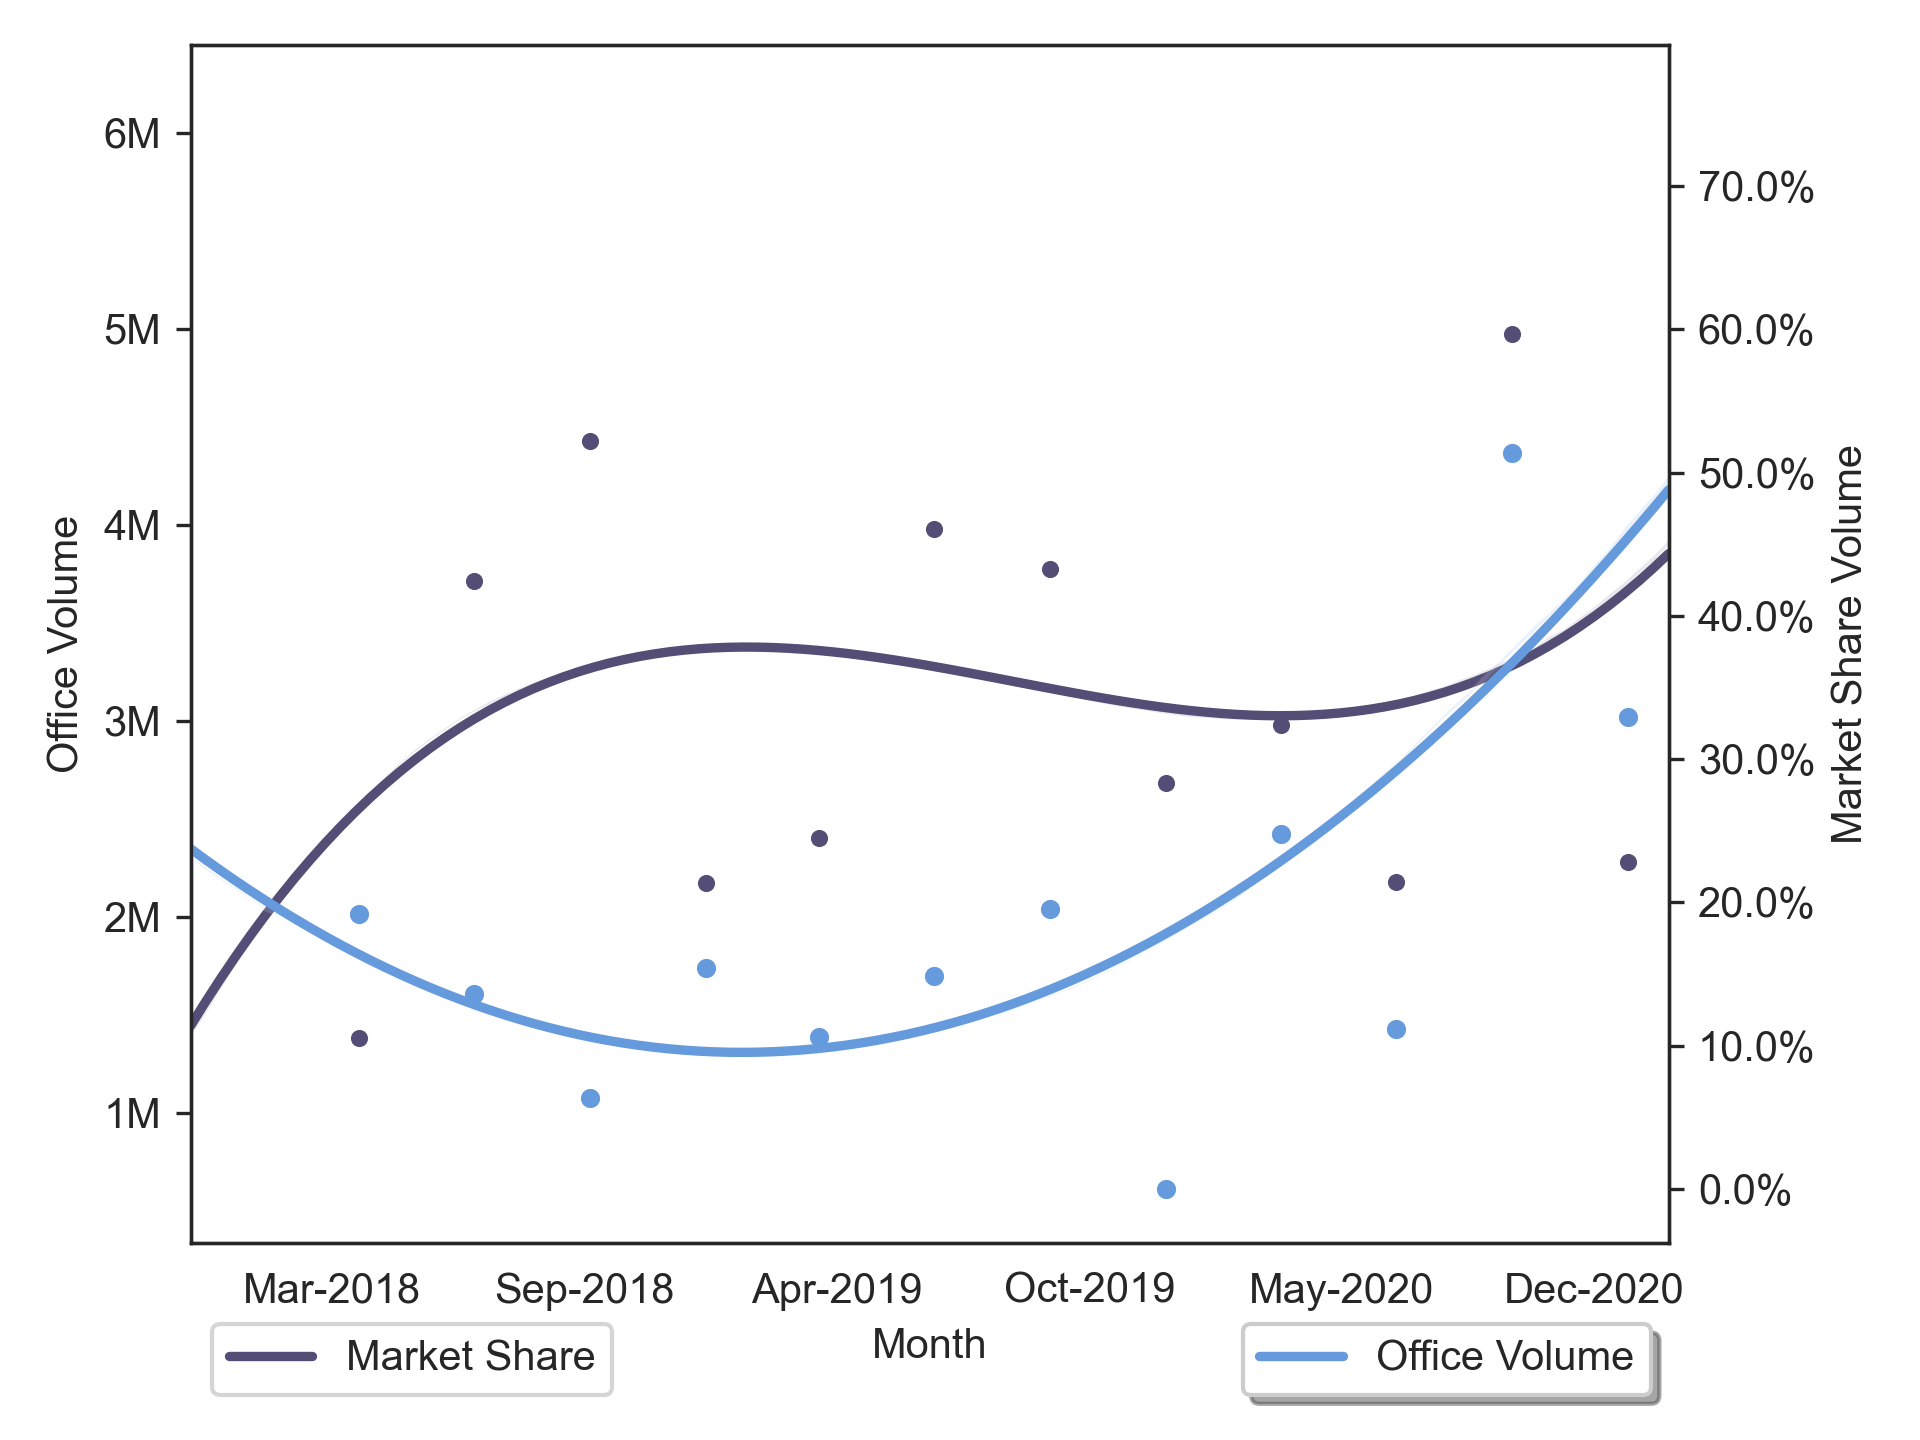 6M
5M
4M
3M
2M
1M
Office Volume
70.0%
60.0%
50.0%
40.0%
30.0%
20.0%
10.0%
0.0%
Market Share Volume
Mar-2018 Sep-2018 Apr-2019 Oct-2019 May-2020 Dec-2020
Month
Market Share
Office Volume